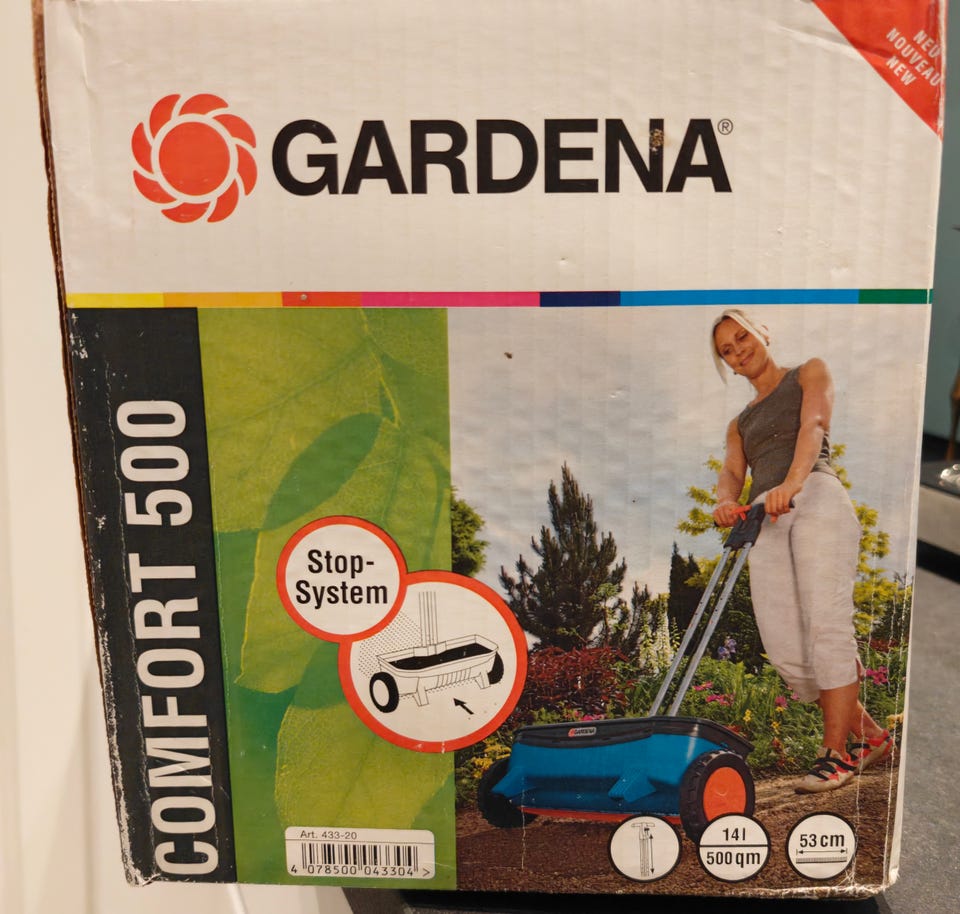 NEU
NOUVEAU
NEW
GARDENA®
COMFORT 500
Stop-
System
GARDENA
Art. 433-20
4 078500 043304 >
14 l
500 qm
53 cm